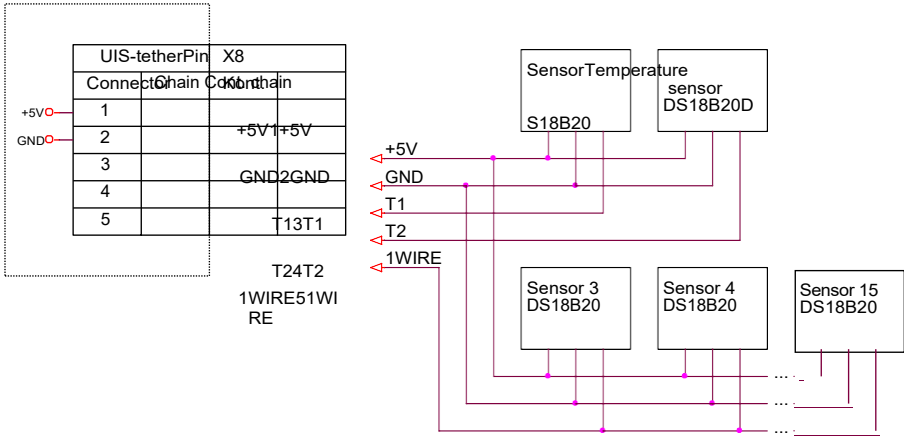 UIS-tetherPin X8
Connector Chain Cont. chain Kont.
+5V 1
+5V1+5V
GND 2
3
GND2GND
4
5
T13T1
T24T2
1WIRE51WI
RE
SensorTemperature
S18B20
sensor
DS18B20D
+5V
GND
T1
T2
1WIRE
Sensor 3
DS18B20
Sensor 4
DS18B20
Sensor 15
DS18B20
...
...
...